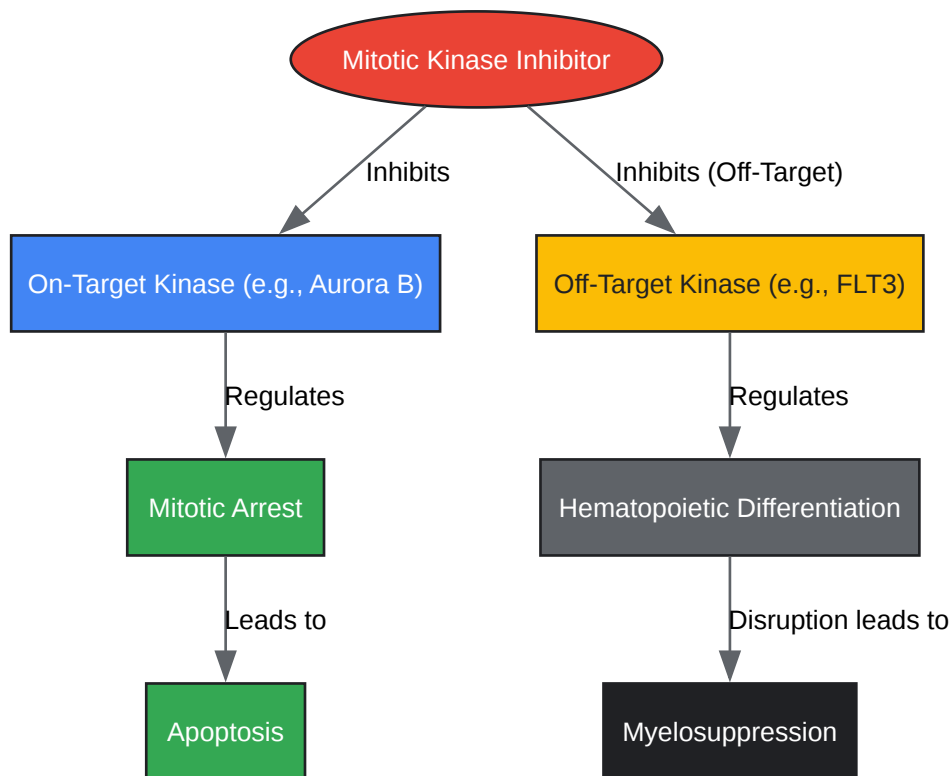 Mitotic Kinase Inhibitor
Inhibits
Inhibits (Off-Target)
On-Target Kinase (e.g., Aurora B)
Off-Target Kinase (e.g., FLT3)
Regulates
Regulates
Mitotic Arrest
Hematopoietic Differentiation
Leads to
Disruption leads to
Apoptosis
Myelosuppression